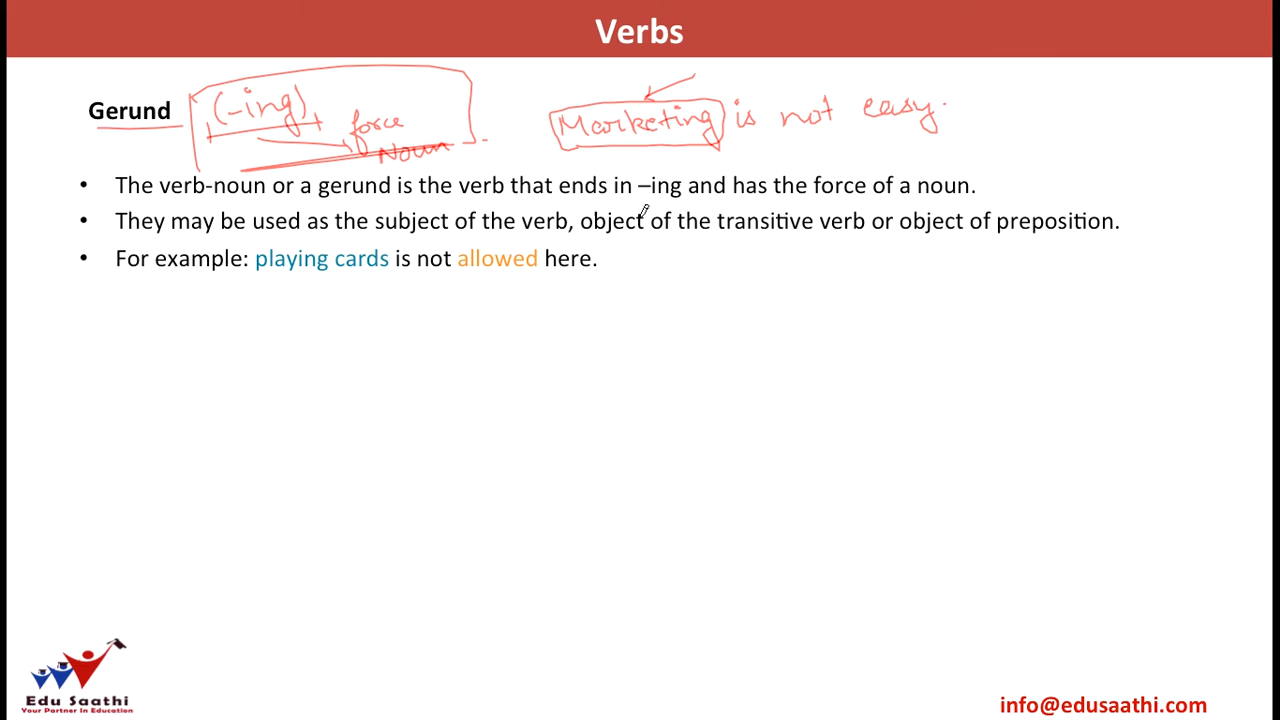 Verbs
Gerund (-ing) force Noun
Marketing is not easy.
• The verb-noun or a gerund is the verb that ends in –ing and has the force of a noun.
• They may be used as the subject of the verb, object of the transitive verb or object of preposition.
• For example: playing cards is not allowed here.
Edu Saathi
Your Partner In Education
info@edusaathi.com